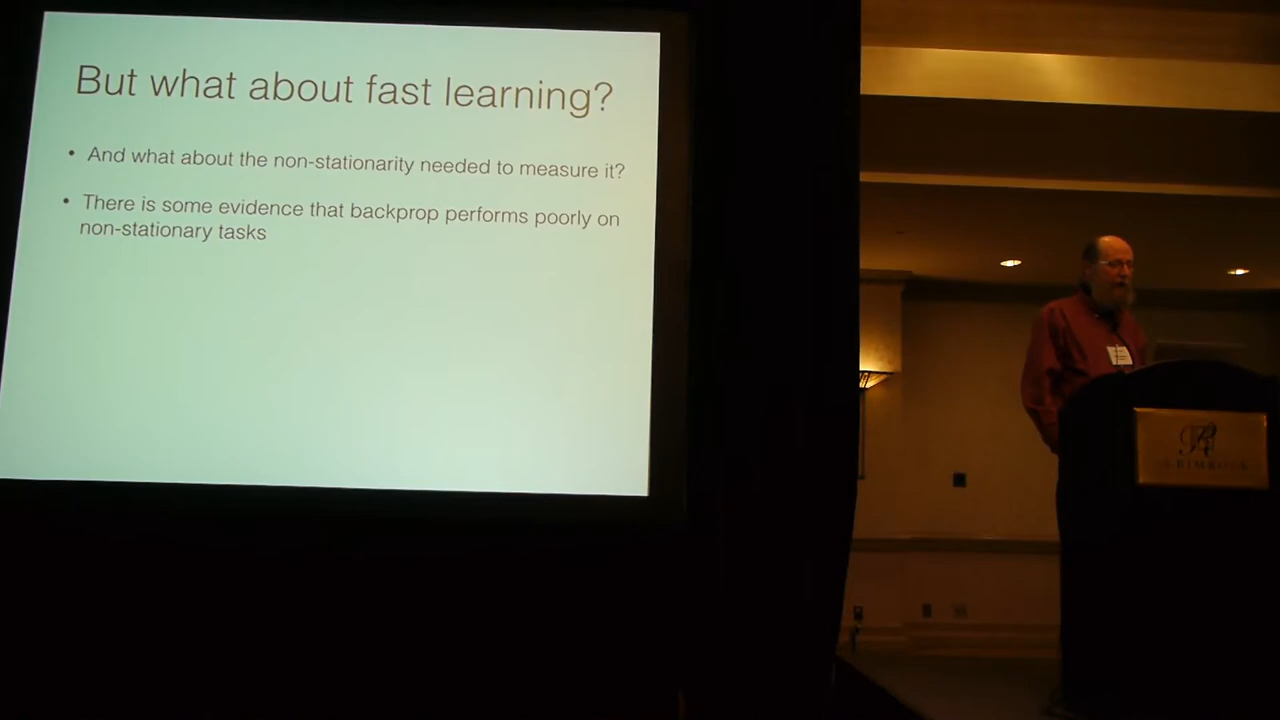 But what about fast learning?
• And what about the non-stationarity needed to measure it?
• There is some evidence that backprop performs poorly on
non-stationary tasks